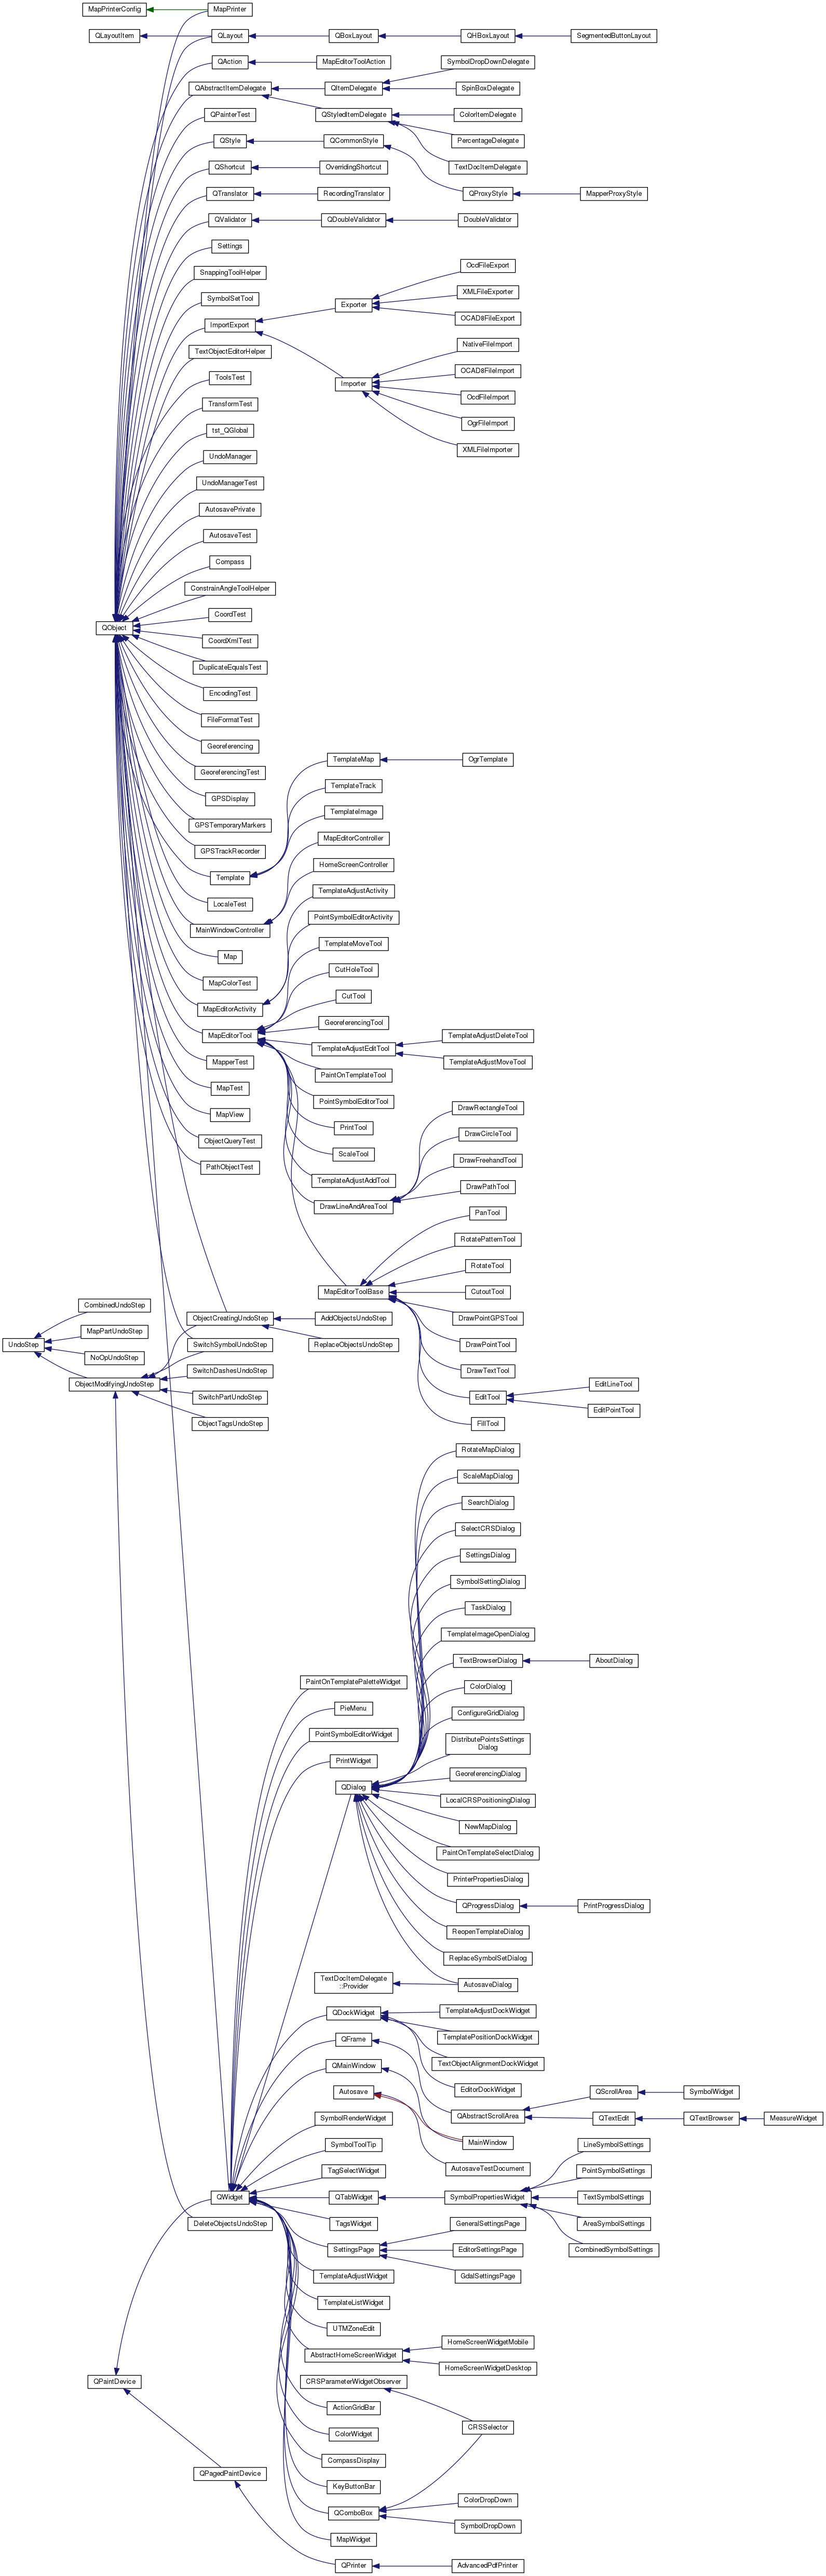 MapPrinterConfig
MapPrinter
QLayoutItem
QLayout
QBoxLayout
QHBoxLayout
SegmentedButtonLayout
QAction
MapEditorToolAction
SymbolDropDownDelegate
QAbstractItemDelegate
QItemDelegate
SpinBoxDelegate
QPainterTest
QStyledItemDelegate
ColorItemDelegate
QStyle
QCommonStyle
PercentageDelegate
QShortcut
OverridingShortcut
TextDocItemDelegate
QTranslator
RecordingTranslator
QProxyStyle
MapperProxyStyle
QValidator
QDoubleValidator
DoubleValidator
Settings
OcdFileExport
SnappingToolHelper
XMLFileExporter
SymbolSetTool
Exporter
OCAD8FileExport
ImportExport
NativeFileImport
TextObjectEditorHelper
OCAD8FileImport
ToolsTest
Importer
OcdFileImport
TransformTest
OgrFileImport
tst_QGlobal
XMLFileImporter
UndoManager
UndoManagerTest
AutosavePrivate
AutosaveTest
Compass
ConstrainAngleToolHelper
CoordTest
QObject
CoordXmlTest
DuplicateEqualsTest
EncodingTest
FileFormatTest
Georeferencing
TemplateMap
OgrTemplate
GeoreferencingTest
TemplateTrack
GPSDisplay
TemplateImage
GPSTemporaryMarkers
MapEditorController
GPSTrackRecorder
HomeScreenController
Template
TemplateAdjustActivity
LocaleTest
PointSymbolEditorActivity
MainWindowController
TemplateMoveTool
Map
CutHoleTool
MapColorTest
CutTool
MapEditorActivity
GeoreferencingTool
MapEditorTool
TemplateAdjustEditTool
TemplateAdjustDeleteTool
MapperTest
PaintOnTemplateTool
TemplateAdjustMoveTool
MapTest
PointSymbolEditorTool
DrawRectangleTool
MapView
PrintTool
DrawCircleTool
ObjectQueryTest
ScaleTool
DrawFreehandTool
PathObjectTest
TemplateAdjustAddTool
DrawPathTool
DrawLineAndAreaTool
PanTool
RotatePatternTool
RotateTool
MapEditorToolBase
CutoutTool
CombinedUndoStep
ObjectCreatingUndoStep
AddObjectsUndoStep
DrawPointGPSTool
MapPartUndoStep
UndoStep
SwitchSymbolUndoStep
ReplaceObjectsUndoStep
DrawPointTool
NoOpUndoStep
SwitchDashesUndoStep
DrawTextTool
ObjectModifyingUndoStep
EditLineTool
SwitchPartUndoStep
EditTool
EditPointTool
ObjectTagsUndoStep
FillTool
RotateMapDialog
ScaleMapDialog
SearchDialog
SelectCRSDialog
SettingsDialog
SymbolSettingDialog
TaskDialog
TemplateImageOpenDialog
TextBrowserDialog
AboutDialog
PaintOnTemplatePaletteWidget
ColorDialog
PieMenu
ConfigureGridDialog
PointSymbolEditorWidget
DistributePointsSettings
Dialog
PrintWidget
GeoreferencingDialog
QDialog
LocalCRSPositioningDialog
NewMapDialog
PaintOnTemplateSelectDialog
PrinterPropertiesDialog
QProgressDialog
PrintProgressDialog
ReopenTemplateDialog
ReplaceSymbolSetDialog
TextDocItemDelegate
::Provider
AutosaveDialog
QDockWidget
TemplateAdjustDockWidget
QFrame
TemplatePositionDockWidget
QMainWindow
TextObjectAlignmentDockWidget
Autosave
EditorDockWidget
QScrollArea
SymbolWidget
SymbolRenderWidget
QAbstractScrollArea
QTextEdit
QTextBrowser
MeasureWidget
SymbolToolTip
MainWindow
LineSymbolSettings
TagSelectWidget
AutosaveTestDocument
PointSymbolSettings
QWidget
QTabWidget
SymbolPropertiesWidget
TextSymbolSettings
DeleteObjectsUndoStep
TagsWidget
GeneralSettingsPage
AreaSymbolSettings
SettingsPage
EditorSettingsPage
CombinedSymbolSettings
TemplateAdjustWidget
GdalSettingsPage
TemplateListWidget
UTMZoneEdit
HomeScreenWidgetMobile
AbstractHomeScreenWidget
HomeScreenWidgetDesktop
QPaintDevice
CRSParameterWidgetObserver
ActionGridBar
CRSSelector
ColorWidget
CompassDisplay
QPagedPaintDevice
KeyButtonBar
ColorDropDown
QComboBox
SymbolDropDown
MapWidget
QPrinter
AdvancedPdfPrinter